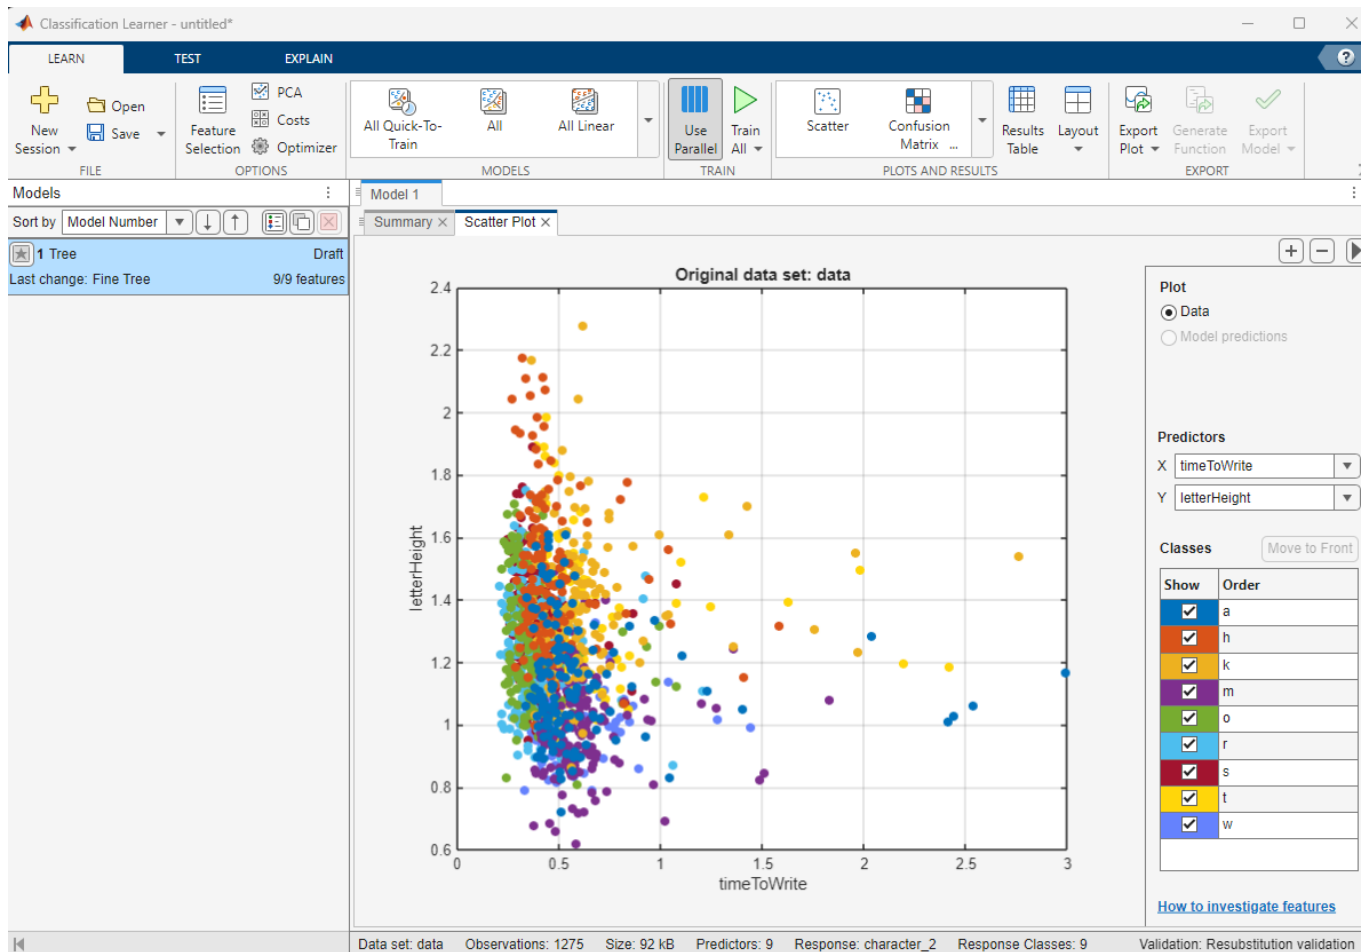 Classification Learner - untitled*
LEARN TEST EXPLAIN
New Session
Open
Save
FILE
Feature Selection
PCA
Costs
Optimizer
OPTIONS
All Quick-To-Train
All
All Linear
MODELS
Use Parallel
Train All
TRAIN
Scatter
Confusion Matrix ...
Results Table
Layout
PLOTS AND RESULTS
Export Plot
Generate Function
Export Model
EXPORT
Models
Sort by Model Number
1 Tree Draft
Last change: Fine Tree 9/9 features
Model 1
Summary Scatter Plot
Original data set: data
2.4
2.2
2
1.8
1.6
1.4
1.2
1
0.8
0.6
letterHeight
0 0.5 1 1.5 2 2.5 3
timeToWrite
Plot
Data
Model predictions
Predictors
X timeToWrite
Y letterHeight
Classes Move to Front
Show Order
a
h
k
m
o
r
s
t
w
How to investigate features
Data set: data Observations: 1275 Size: 92 kB Predictors: 9 Response: character_2 Response Classes: 9 Validation: Resubstitution validation